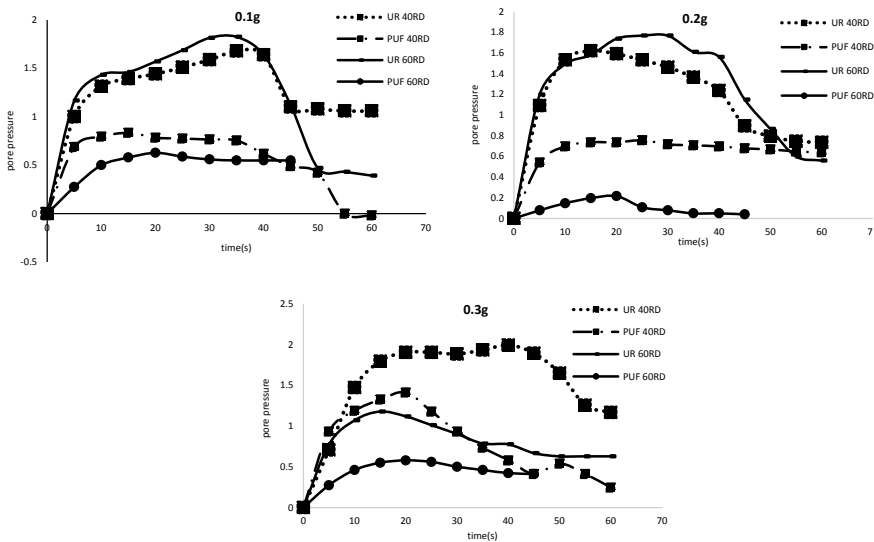 0.1g
2
1.5
1
0.5
0
-0.5
0 10 20 30 40 50 60 70
pore pressure
time(s)
UR 40RD
PUF 40RD
UR 60RD
PUF 60RD
0.2g
2
1.8
1.6
1.4
1.2
1
0.8
0.6
0.4
0.2
0
0 10 20 30 40 50 60 7
pore pressure
time(s)
UR 40RD
PUF 40RD
UR 60RD
PUF 60RD
0.3g
2.5
2
1.5
1
0.5
0
0 10 20 30 40 50 60 70
pore pressure
time(s)
UR 40RD
PUF 40RD
UR 60RD
PUF 60RD